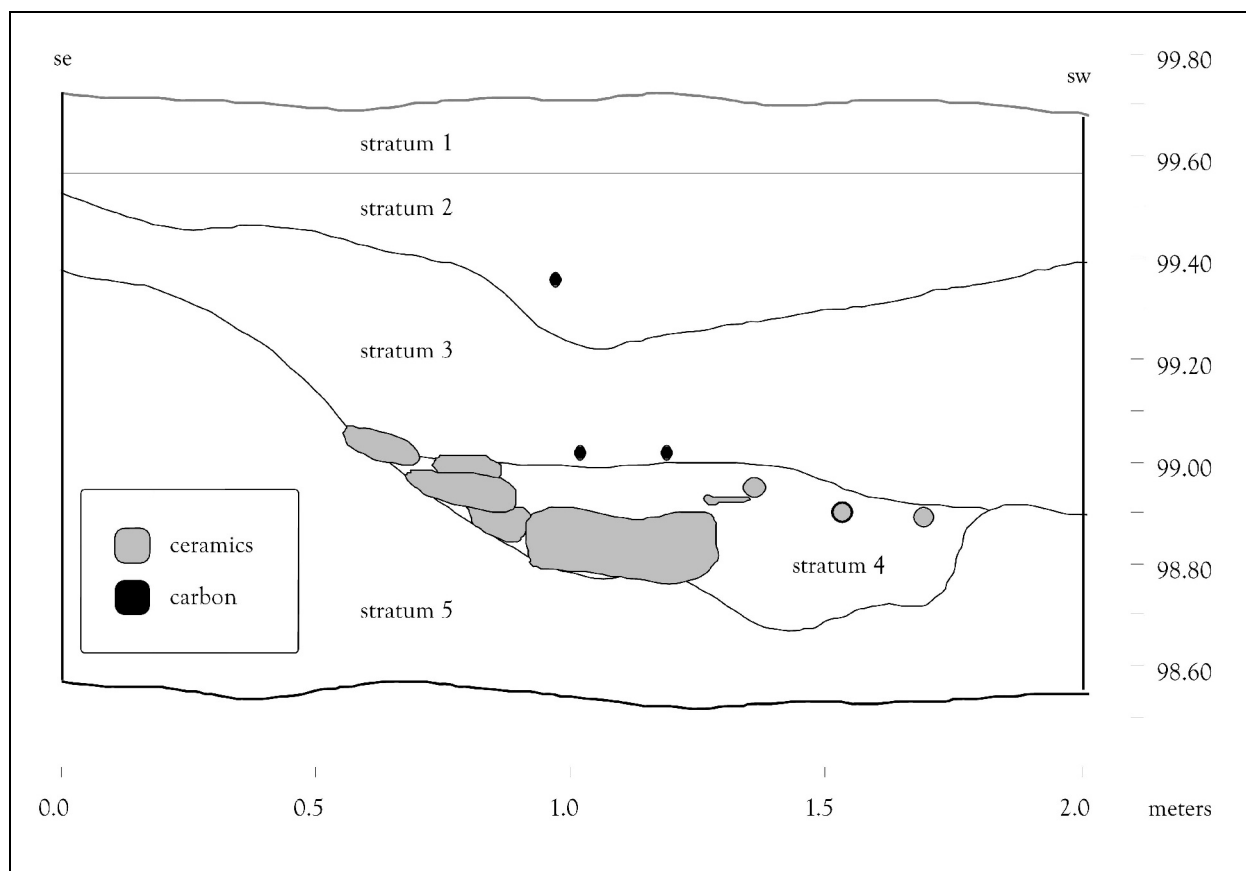 se
sw
99.80
stratum 1
99.60
stratum 2
99.40
stratum 3
99.20
99.00
ceramics
stratum 4
98.80
carbon
stratum 5
98.60
0.0 0.5 1.0 1.5 2.0 meters